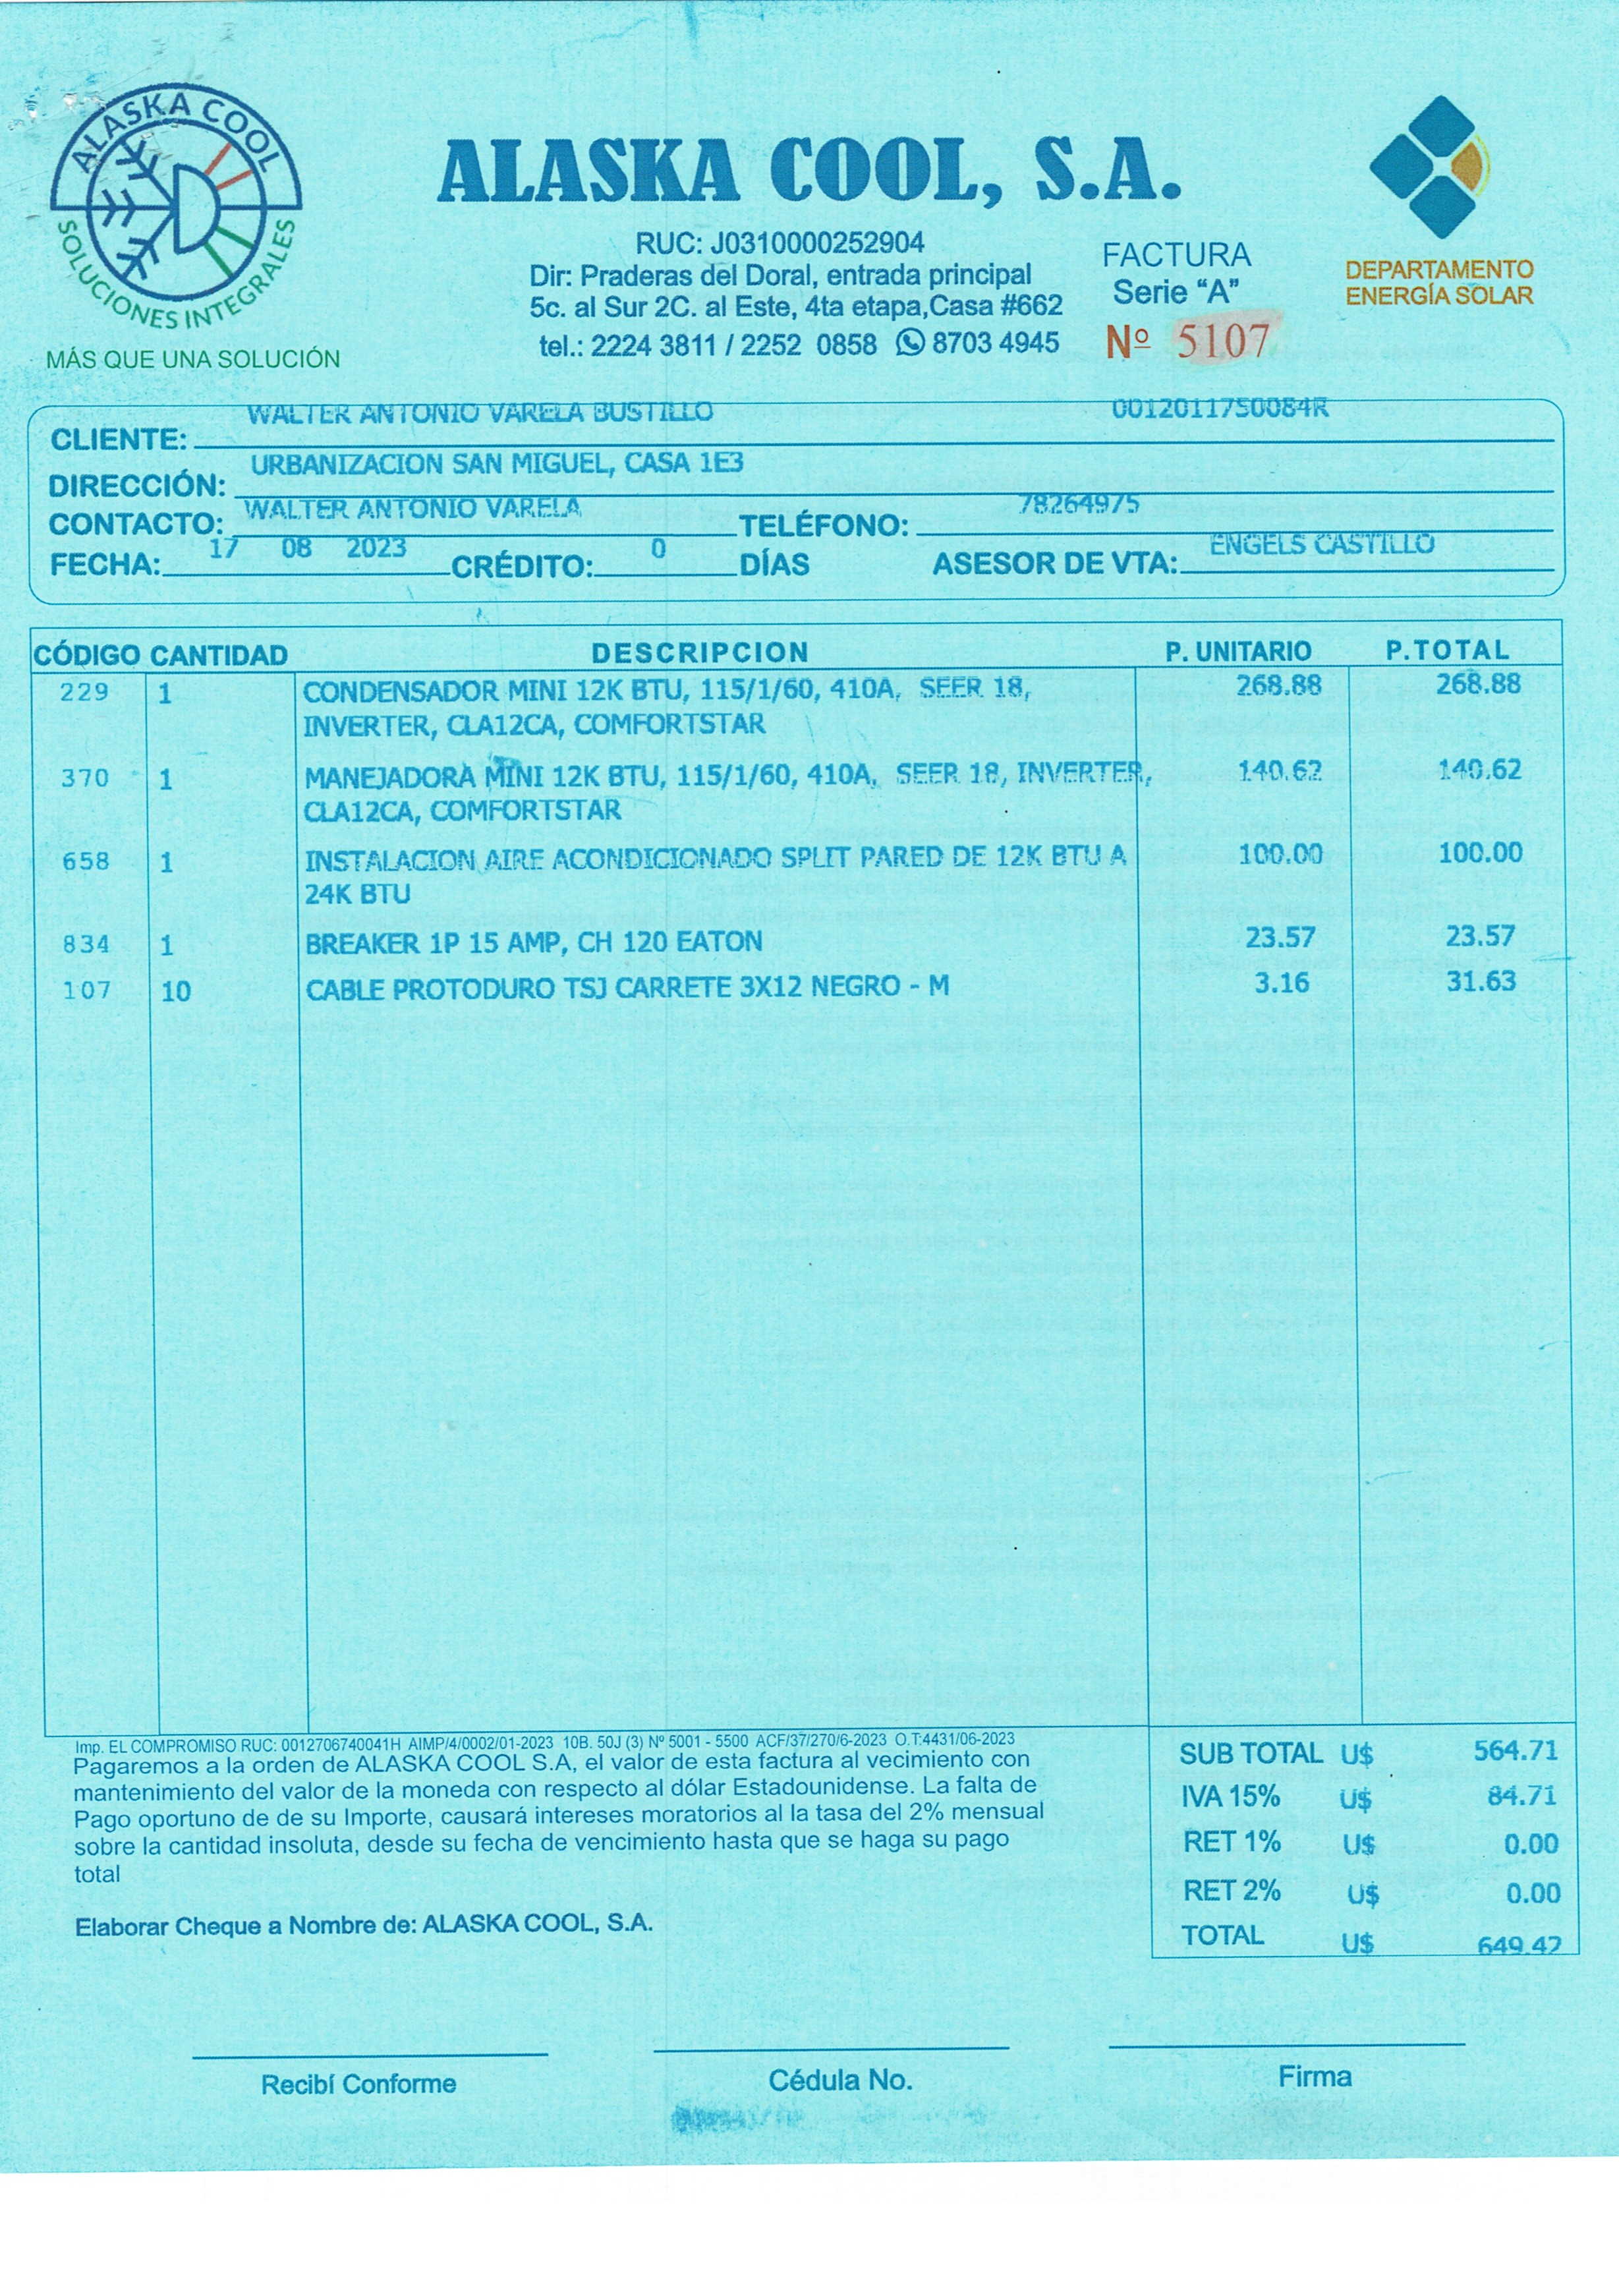 ALASKA COOL
SOLUCIONES INTEGRALES
MÁS QUE UNA SOLUCIÓN
ALASKA COOL, S.A.
RUC: J0310000252904
Dir: Praderas del Doral, entrada principal
5c. al Sur 2C. al Este, 4ta etapa,Casa #662
tel.: 2224 3811 / 2252 0858 8703 4945
FACTURA
Serie "A"
Nº 5107
DEPARTAMENTO
ENERGÍA SOLAR
CLIENTE: WALTER ANTONIO VARELA BUSTILLO 0012011750084R
DIRECCIÓN: URBANIZACION SAN MIGUEL, CASA 1E3
CONTACTO: WALTER ANTONIO VARELA TELÉFONO: 78264975
FECHA: 17 08 2023 CRÉDITO: 0 DÍAS ASESOR DE VTA: ENGELS CASTILLO
CÓDIGO CANTIDAD DESCRIPCION P. UNITARIO P.TOTAL
229 1 CONDENSADOR MINI 12K BTU, 115/1/60, 410A, SEER 18, 268.88 268.88
INVERTER, CLA12CA, COMFORTSTAR
370 1 MANEJADORA MINI 12K BTU, 115/1/60, 410A, SEER 18, INVERTER, 140.62 140.62
CLA12CA, COMFORTSTAR
658 1 INSTALACION AIRE ACONDICIONADO SPLIT PARED DE 12K BTU A 100.00 100.00
24K BTU
834 1 BREAKER 1P 15 AMP, CH 120 EATON 23.57 23.57
107 10 CABLE PROTODURO TSJ CARRETE 3X12 NEGRO - M 3.16 31.63
Imp. EL COMPROMISO RUC: 0012706740041H AIMP/4/0002/01-2023 10B. 50J (3) Nº 5001 - 5500 ACF/37/270/6-2023 O.T:4431/06-2023
Pagaremos a la orden de ALASKA COOL S.A, el valor de esta factura al vecimiento con
mantenimiento del valor de la moneda con respecto al dólar Estadounidense. La falta de
Pago oportuno de de su Importe, causará intereses moratorios al la tasa del 2% mensual
sobre la cantidad insoluta, desde su fecha de vencimiento hasta que se haga su pago
total
Elaborar Cheque a Nombre de: ALASKA COOL, S.A.
SUB TOTAL U$ 564.71
IVA 15% U$ 84.71
RET 1% U$ 0.00
RET 2% U$ 0.00
TOTAL U$ 649.42
Recibí Conforme
Cédula No.
Firma